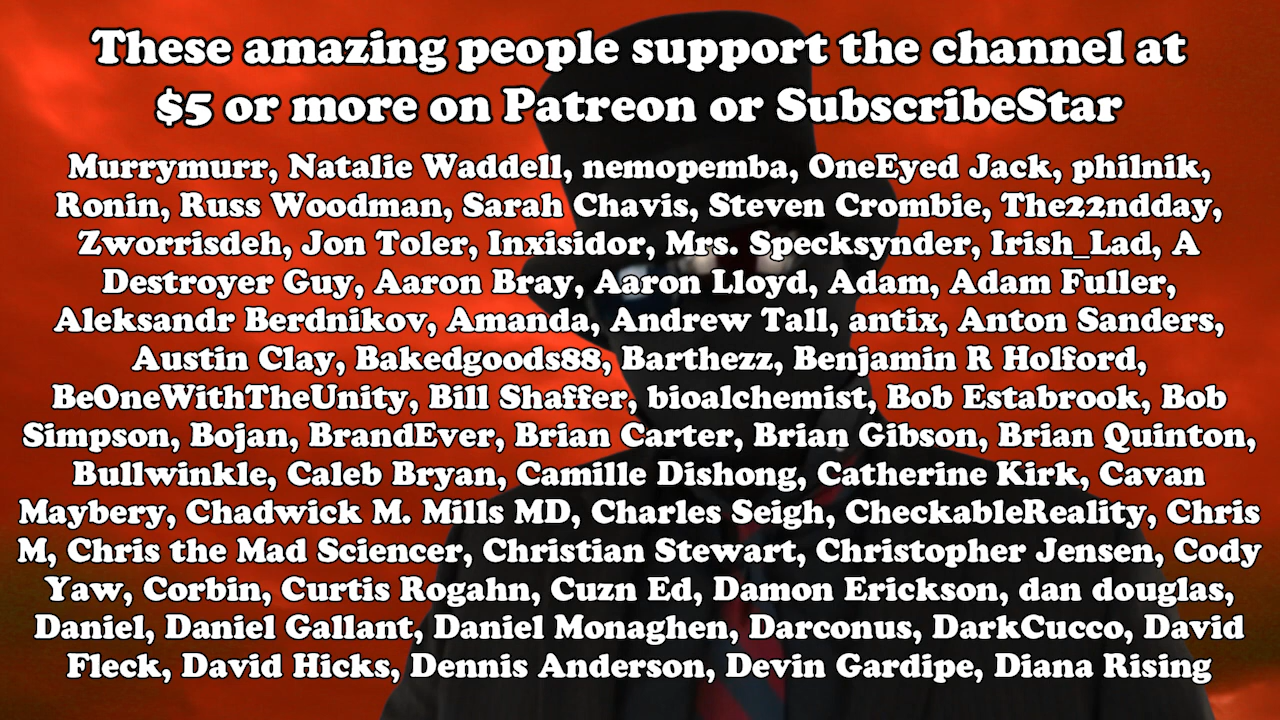 These amazing people support the channel at
$5 or more on Patreon or SubscribeStar
Murrymurr, Natalie Waddell, nemopemba, OneEyed Jack, philnik,
Ronin, Russ Woodman, Sarah Chavis, Steven Crombie, The22ndday,
Zworrisdeh, Jon Toler, Inxisidor, Mrs. Specksynder, Irish_Lad, A
Destroyer Guy, Aaron Bray, Aaron Lloyd, Adam, Adam Fuller,
Aleksandr Berdnikov, Amanda, Andrew Tall, antix, Anton Sanders,
Austin Clay, Bakedgoods88, Barthezz, Benjamin R Holford,
BeOneWithTheUnity, Bill Shaffer, bioalchemist, Bob Estabrook, Bob
Simpson, Bojan, BrandEver, Brian Carter, Brian Gibson, Brian Quinton,
Bullwinkle, Caleb Bryan, Camille Dishong, Catherine Kirk, Cavan
Maybery, Chadwick M. Mills MD, Charles Seigh, CheckableReality, Chris
M, Chris the Mad Sciencer, Christian Stewart, Christopher Jensen, Cody
Yaw, Corbin, Curtis Rogahn, Cuzn Ed, Damon Erickson, dan douglas,
Daniel, Daniel Gallant, Daniel Monaghen, Darconus, DarkCucco, David
Fleck, David Hicks, Dennis Anderson, Devin Gardipe, Diana Rising